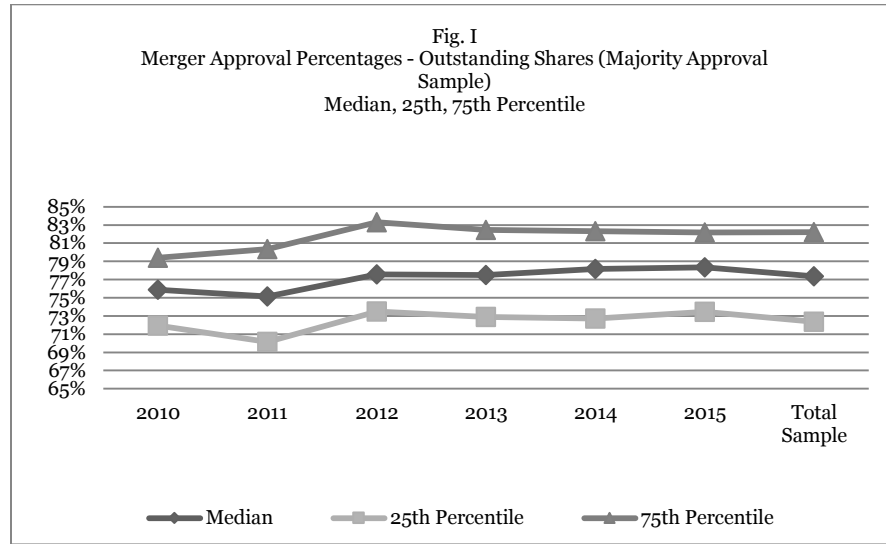 Fig. I
Merger Approval Percentages - Outstanding Shares (Majority Approval
Sample)
Median, 25th, 75th Percentile
85%
83%
81%
79%
77%
75%
73%
71%
69%
67%
65%
2010 2011 2012 2013 2014 2015 Total
Sample
Median 25th Percentile 75th Percentile